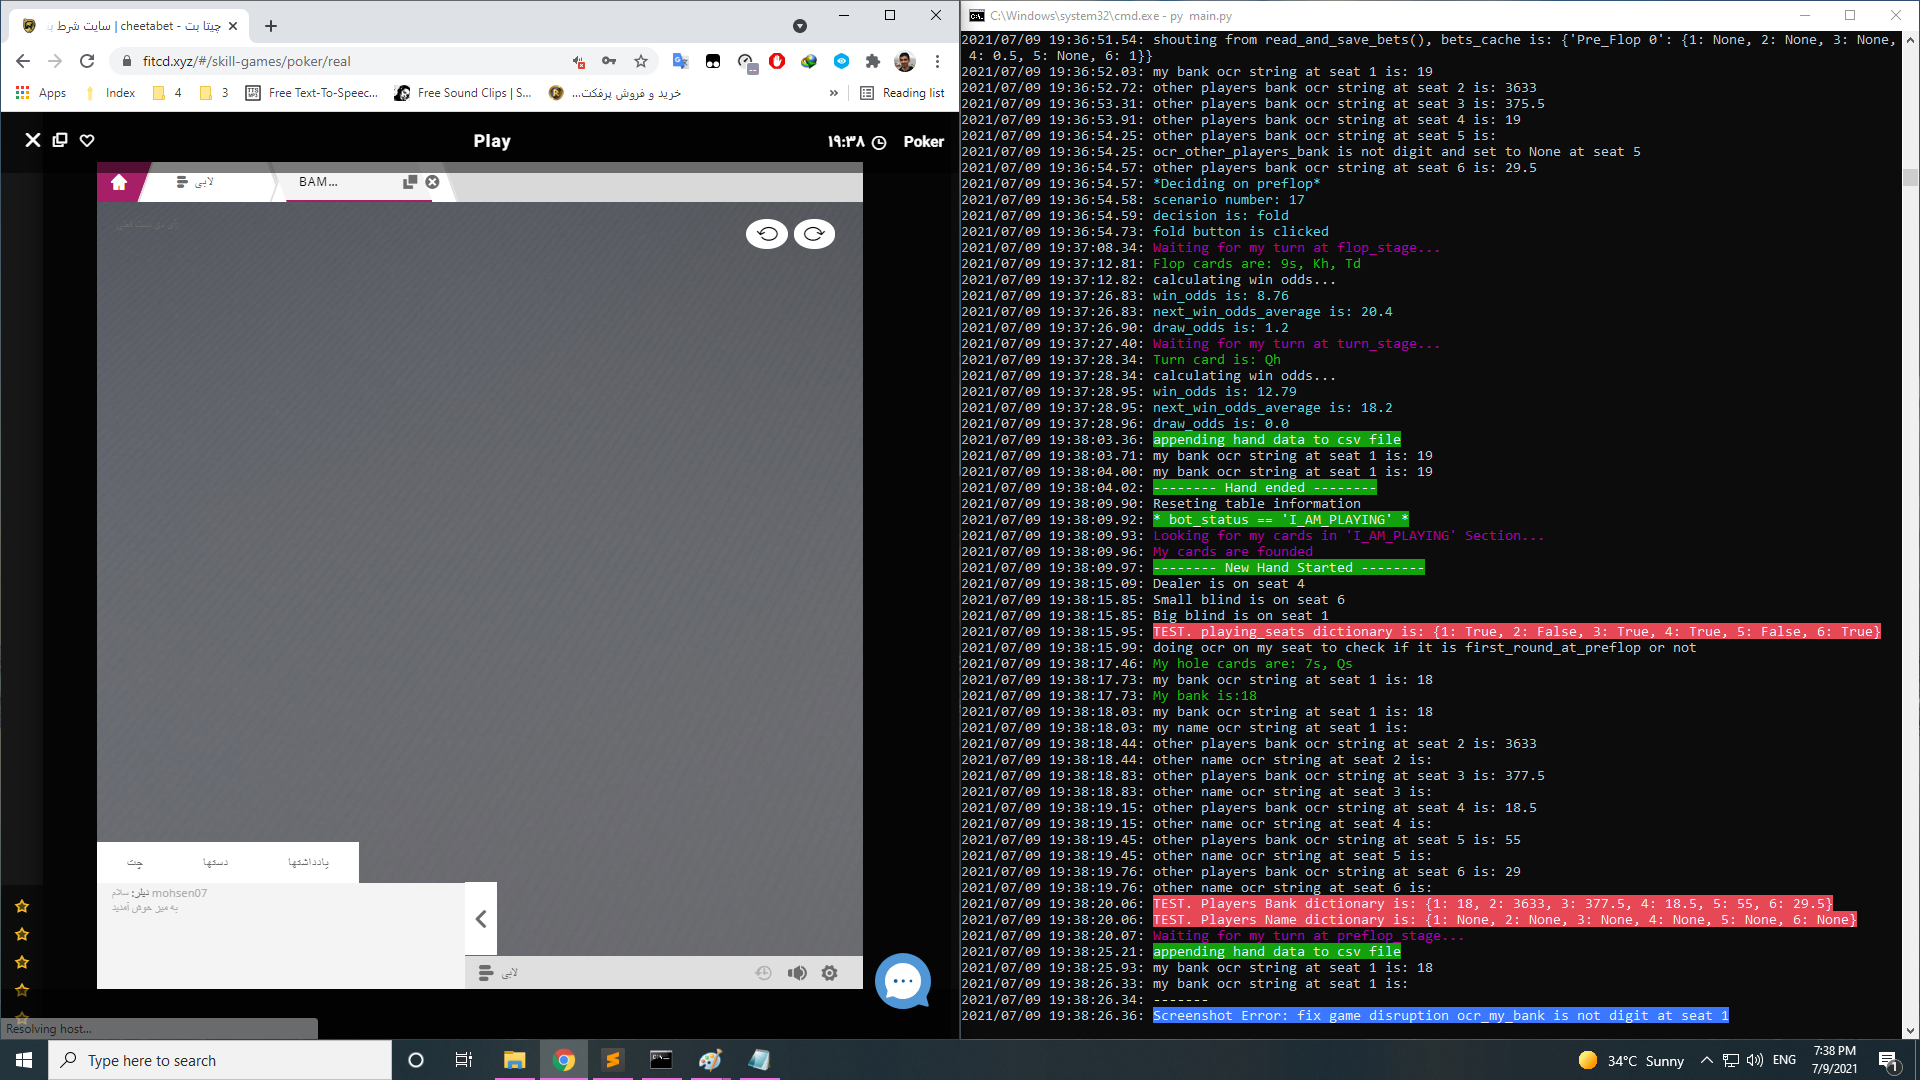 چیتا بت - cheetabet | سایت شرط
fitcd.xyz/#/skill-games/poker/real
Apps
Index
4
3
Free Text-To-Speec...
Free Sound Clips | S...
خرید و فروش پرفکت...
»
Reading list
Play
۱۹:۳۸
Poker
لابی
BAM...
چت
دستها
یادداشتها
mohsen07 دیلر: سلام
به میز خوش آمدید
لابی
Resolving host...
C:\Windows\system32\cmd.exe - py main.py
2021/07/09 19:36:51.54: shouting from read_and_save_bets(), bets_cache is: {'Pre_Flop 0': {1: None, 2: None, 3: None,
4: 0.5, 5: None, 6: 1}}
2021/07/09 19:36:52.03: my bank ocr string at seat 1 is: 19
2021/07/09 19:36:52.72: other players bank ocr string at seat 2 is: 3633
2021/07/09 19:36:53.31: other players bank ocr string at seat 3 is: 375.5
2021/07/09 19:36:53.91: other players bank ocr string at seat 4 is: 19
2021/07/09 19:36:54.25: other players bank ocr string at seat 5 is:
2021/07/09 19:36:54.25: ocr_other_players_bank is not digit and set to None at seat 5
2021/07/09 19:36:54.57: other players bank ocr string at seat 6 is: 29.5
2021/07/09 19:36:54.57: *Deciding on preflop*
2021/07/09 19:36:54.58: scenario number: 17
2021/07/09 19:36:54.59: decision is: fold
2021/07/09 19:36:54.73: fold button is clicked
2021/07/09 19:37:08.34: Waiting for my turn at flop_stage...
2021/07/09 19:37:12.81: Flop cards are: 9s, Kh, Td
2021/07/09 19:37:12.82: calculating win odds...
2021/07/09 19:37:26.83: win_odds is: 8.76
2021/07/09 19:37:26.83: next_win_odds_average is: 20.4
2021/07/09 19:37:26.90: draw_odds is: 1.2
2021/07/09 19:37:27.40: Waiting for my turn at turn_stage...
2021/07/09 19:37:28.34: Turn card is: Qh
2021/07/09 19:37:28.34: calculating win odds...
2021/07/09 19:37:28.95: win_odds is: 12.79
2021/07/09 19:37:28.95: next_win_odds_average is: 18.2
2021/07/09 19:37:28.96: draw_odds is: 0.0
2021/07/09 19:38:03.36: appending hand data to csv file
2021/07/09 19:38:03.71: my bank ocr string at seat 1 is: 19
2021/07/09 19:38:04.00: my bank ocr string at seat 1 is: 19
2021/07/09 19:38:04.02: -------- Hand ended --------
2021/07/09 19:38:09.90: Reseting table information
2021/07/09 19:38:09.92: * bot_status == 'I_AM_PLAYING' *
2021/07/09 19:38:09.93: Looking for my cards in 'I_AM_PLAYING' Section...
2021/07/09 19:38:09.96: My cards are founded
2021/07/09 19:38:09.97: -------- New Hand Started --------
2021/07/09 19:38:15.09: Dealer is on seat 4
2021/07/09 19:38:15.85: Small blind is on seat 6
2021/07/09 19:38:15.85: Big blind is on seat 1
2021/07/09 19:38:15.95: TEST. playing_seats dictionary is: {1: True, 2: False, 3: True, 4: True, 5: False, 6: True}
2021/07/09 19:38:15.99: doing ocr on my seat to check if it is first_round_at_preflop or not
2021/07/09 19:38:17.46: My hole cards are: 7s, Qs
2021/07/09 19:38:17.73: my bank ocr string at seat 1 is: 18
2021/07/09 19:38:17.73: My bank is:18
2021/07/09 19:38:18.03: my bank ocr string at seat 1 is: 18
2021/07/09 19:38:18.03: my name ocr string at seat 1 is:
2021/07/09 19:38:18.44: other players bank ocr string at seat 2 is: 3633
2021/07/09 19:38:18.44: other name ocr string at seat 2 is:
2021/07/09 19:38:18.83: other players bank ocr string at seat 3 is: 377.5
2021/07/09 19:38:18.83: other name ocr string at seat 3 is:
2021/07/09 19:38:19.15: other players bank ocr string at seat 4 is: 18.5
2021/07/09 19:38:19.15: other name ocr string at seat 4 is:
2021/07/09 19:38:19.45: other players bank ocr string at seat 5 is: 55
2021/07/09 19:38:19.45: other name ocr string at seat 5 is:
2021/07/09 19:38:19.76: other players bank ocr string at seat 6 is: 29
2021/07/09 19:38:19.76: other name ocr string at seat 6 is:
2021/07/09 19:38:20.06: TEST. Players Bank dictionary is: {1: 18, 2: 3633, 3: 377.5, 4: 18.5, 5: 55, 6: 29.5}
2021/07/09 19:38:20.06: TEST. Players Name dictionary is: {1: None, 2: None, 3: None, 4: None, 5: None, 6: None}
2021/07/09 19:38:20.07: Waiting for my turn at preflop_stage...
2021/07/09 19:38:25.21: appending hand data to csv file
2021/07/09 19:38:25.93: my bank ocr string at seat 1 is: 18
2021/07/09 19:38:26.33: my bank ocr string at seat 1 is:
2021/07/09 19:38:26.34: -------
2021/07/09 19:38:26.36: Screenshot Error: fix game disruption ocr_my_bank is not digit at seat 1
Type here to search
34°C Sunny
ENG
7:38 PM
7/9/2021
1